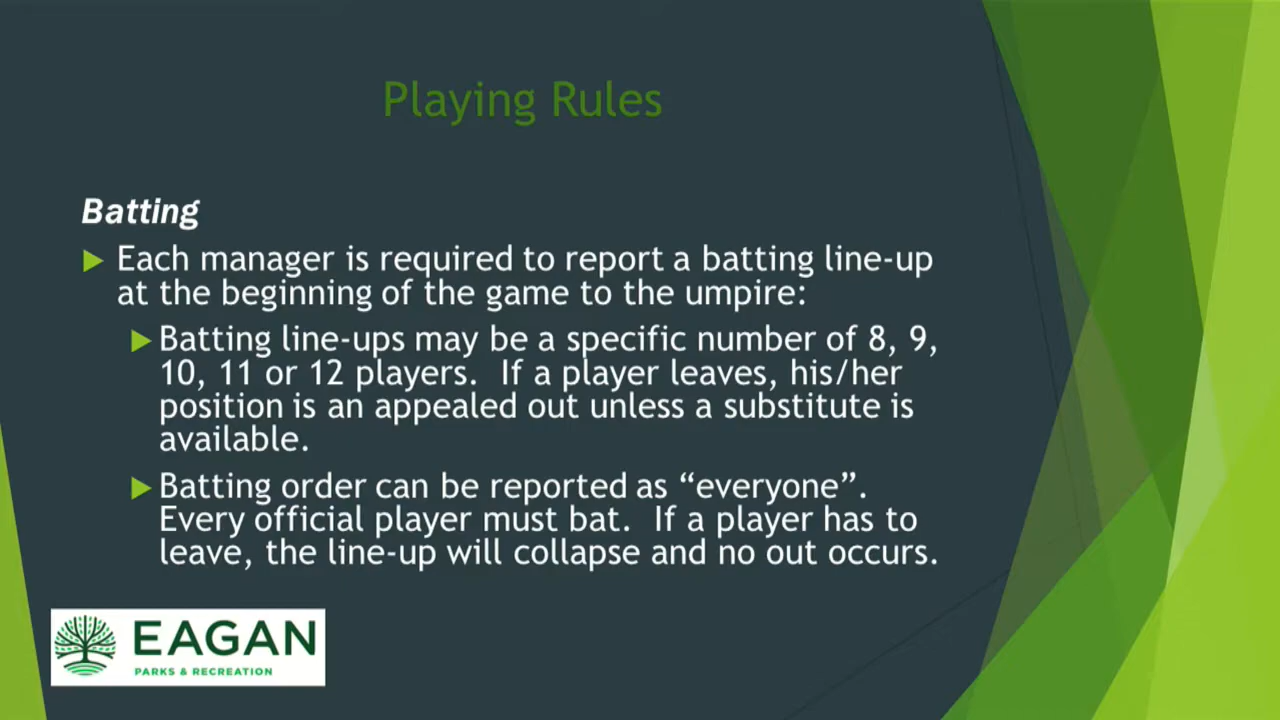 Playing Rules
Batting
Each manager is required to report a batting line-up
at the beginning of the game to the umpire:
Batting line-ups may be a specific number of 8, 9,
10, 11 or 12 players.  If a player leaves, his/her
position is an appealed out unless a substitute is
available.
Batting order can be reported as “everyone”.
Every official player must bat.  If a player has to
leave, the line-up will collapse and no out occurs.
EAGAN
PARKS & RECREATION